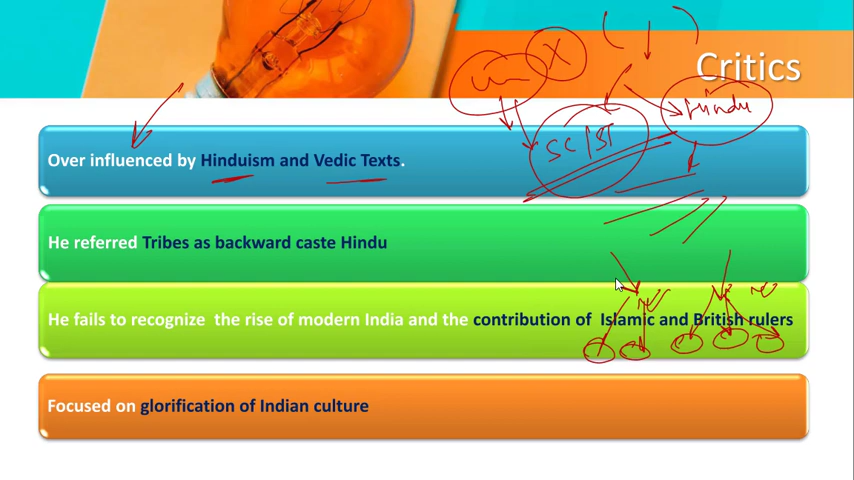 Critics
Hindu
SC/ST
Over influenced by Hinduism and Vedic Texts.
He referred Tribes as backward caste Hindu
He fails to recognize the rise of modern India and the contribution of Islamic and British rulers
Focused on glorification of Indian culture